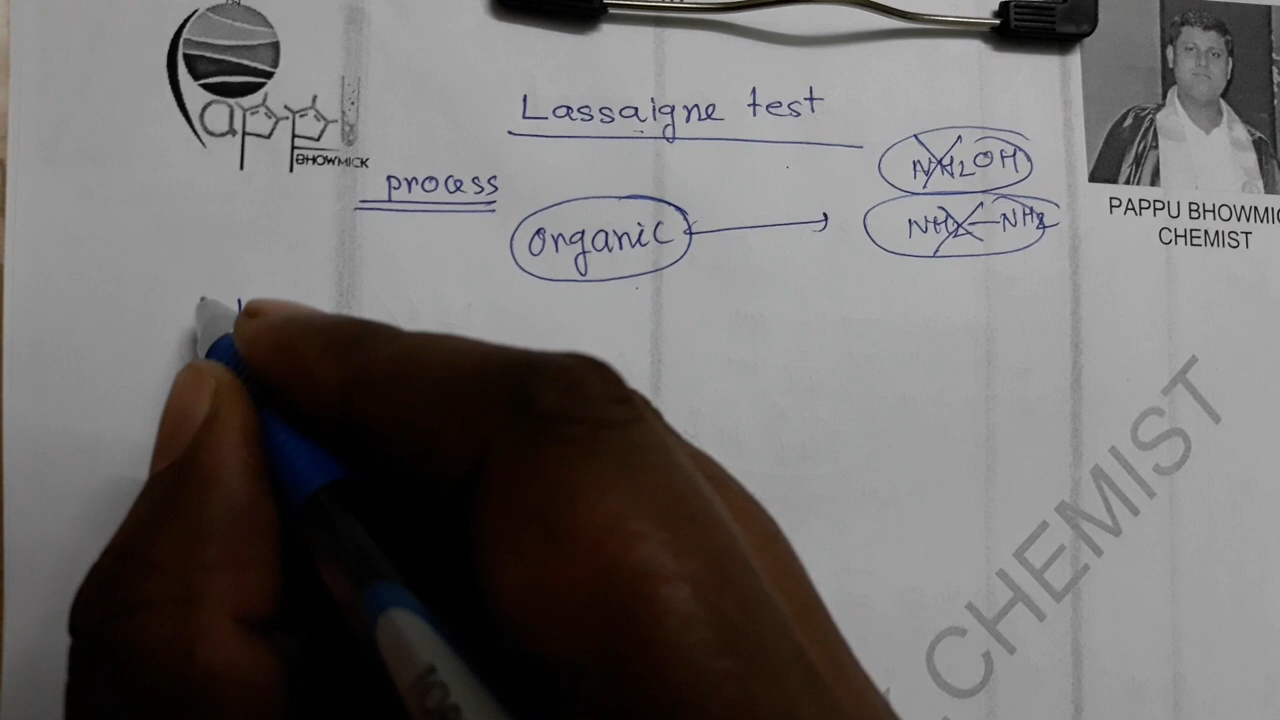 Lassaigne test
BHOWMICK
process
NH2OH
Organic
NH2-NH2
PAPPU BHOWMIC
CHEMIST
CHEMIST